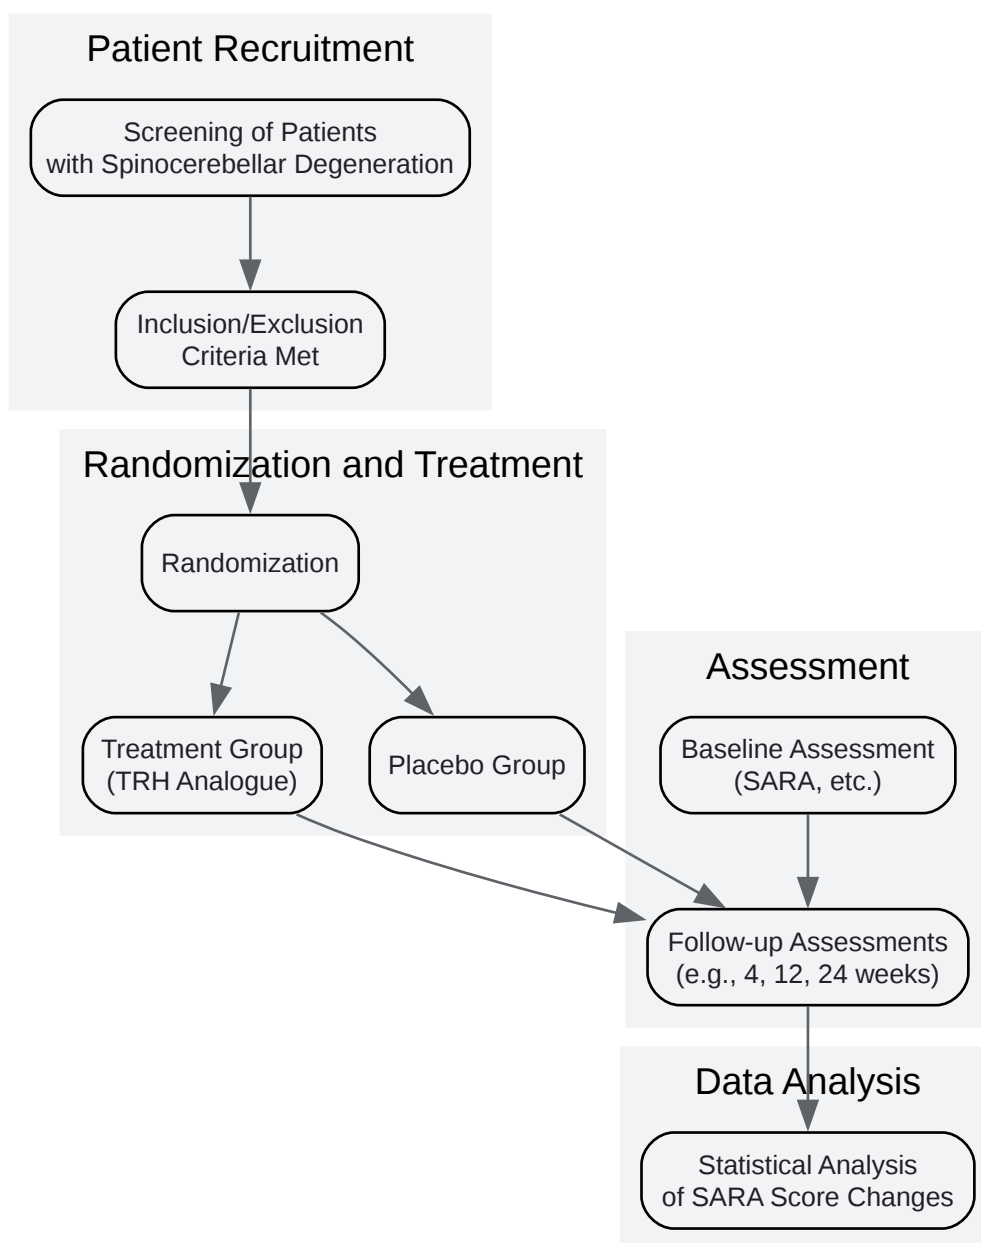 Patient Recruitment
Screening of Patients
with Spinocerebellar Degeneration
Inclusion/Exclusion
Criteria Met
Randomization and Treatment
Randomization
Treatment Group
(TRH Analogue)
Placebo Group
Assessment
Baseline Assessment
(SARA, etc.)
Follow-up Assessments
(e.g., 4, 12, 24 weeks)
Data Analysis
Statistical Analysis
of SARA Score Changes